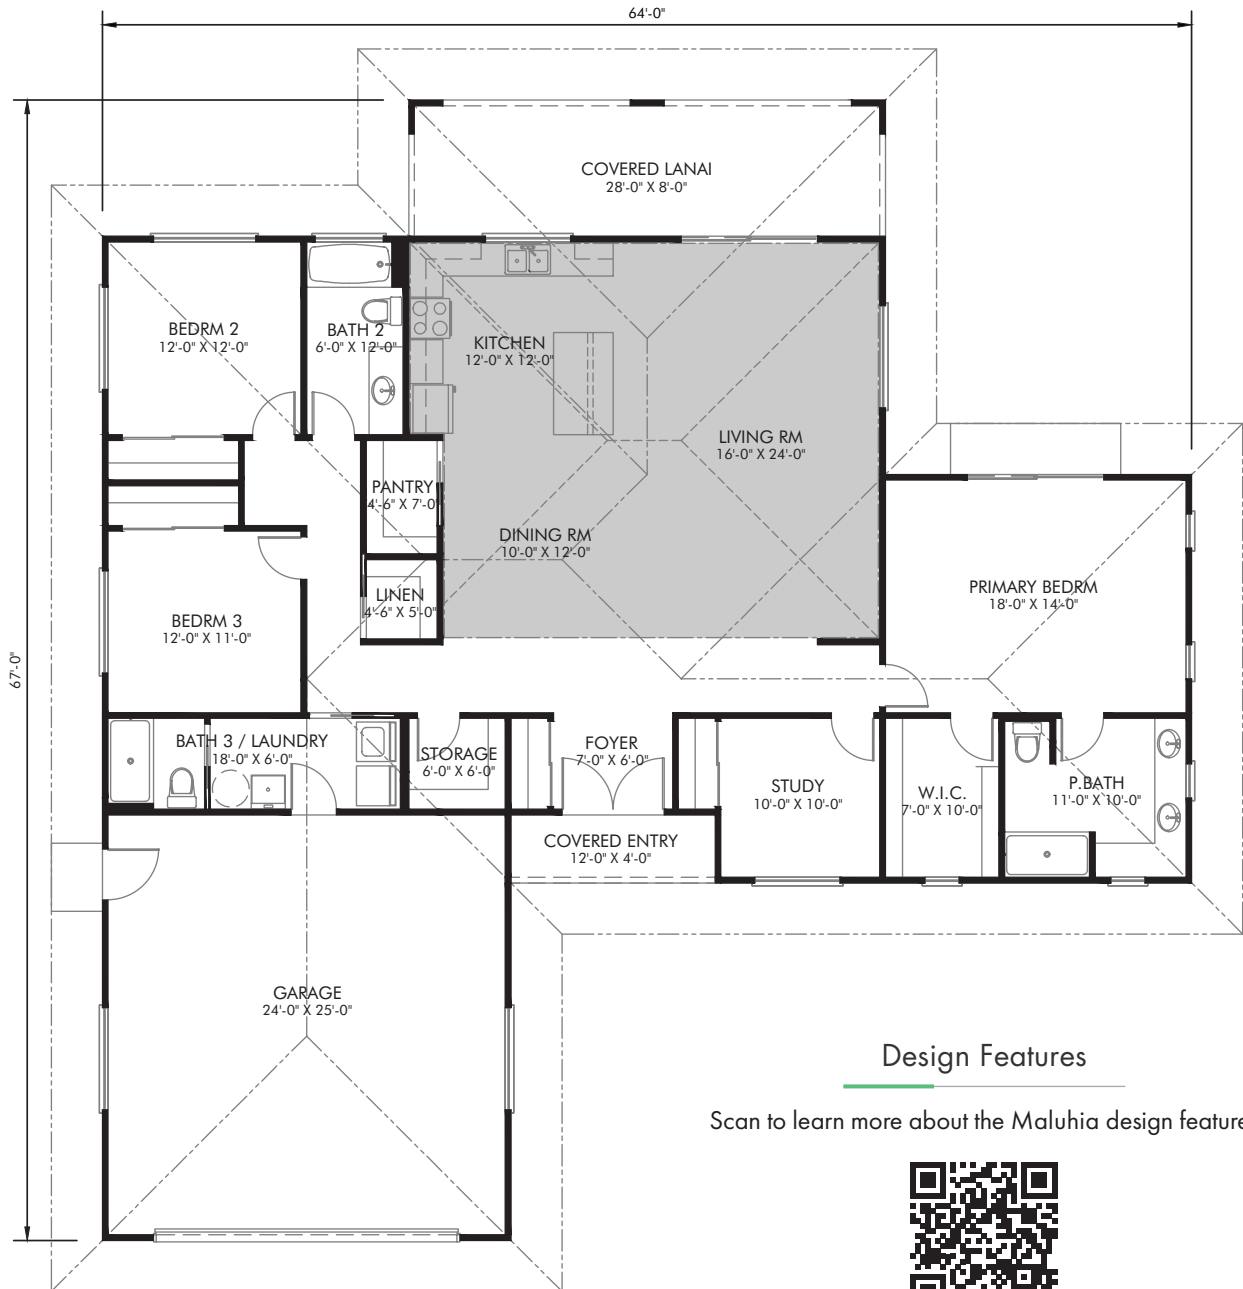 64'-0"
COVERED LANAI
28'-0" X 8'-0"
BEDRM 2
12'-0" X 12'-0"
BATH 2
6'-0" X 12'-0"
KITCHEN
12'-0" X 12'-0"
LIVING RM
16'-0" X 24'-0"
PANTRY
4'-6" X 7'-0"
DINING RM
10'-0" X 12'-0"
LINEN
4'-6" X 5'-0"
PRIMARY BEDRM
18'-0" X 14'-0"
BEDRM 3
12'-0" X 11'-0"
67'-0"
BATH 3 / LAUNDRY
18'-0" X 6'-0"
STORAGE
6'-0" X 6'-0"
FOYER
7'-0" X 6'-0"
STUDY
10'-0" X 10'-0"
W.I.C.
7'-0" X 10'-0"
P.BATH
11'-0" X 10'-0"
COVERED ENTRY
12'-0" X 4'-0"
GARAGE
24'-0" X 25'-0"
Design Features
Scan to learn more about the Maluhia design feature